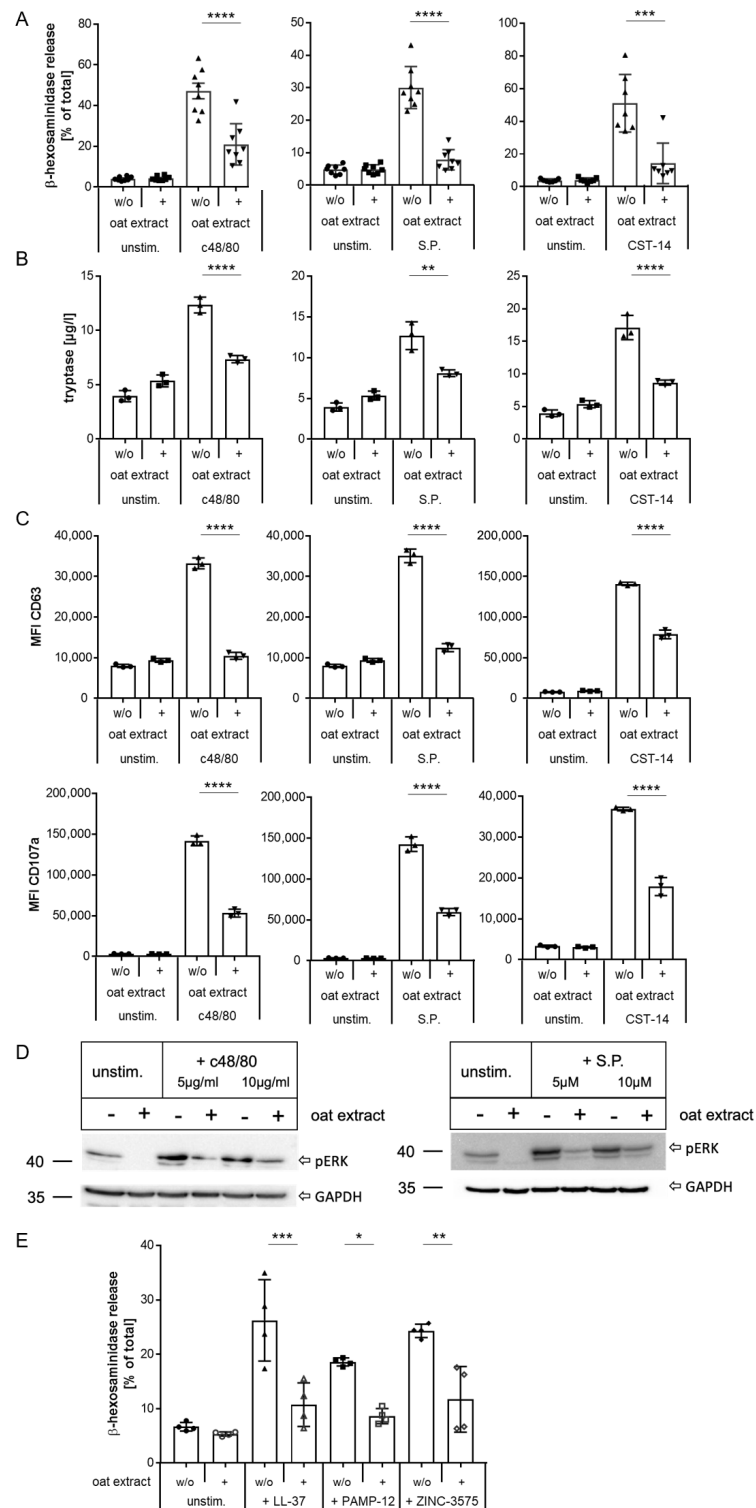 A
β-hexosaminidase release
[% of total]
80
60
40
20
0
****
w/o + w/o +
oat extract oat extract
unstim. c48/80
50
40
30
20
10
0
****
w/o + w/o +
oat extract oat extract
unstim. S.P.
100
80
60
40
20
0
***
w/o + w/o +
oat extract oat extract
unstim. CST-14
B
tryptase [µg/l]
15
10
5
0
****
w/o + w/o +
oat extract oat extract
unstim. c48/80
20
15
10
5
0
**
w/o + w/o +
oat extract oat extract
unstim. S.P.
25
20
15
10
5
0
****
w/o + w/o +
oat extract oat extract
unstim. CST-14
C
MFI CD63
40,000
30,000
20,000
10,000
0
****
w/o + w/o +
oat extract oat extract
unstim. c48/80
40,000
30,000
20,000
10,000
0
****
w/o + w/o +
oat extract oat extract
unstim. S.P.
200,000
150,000
100,000
50,000
0
****
w/o + w/o +
oat extract oat extract
unstim. CST-14
MFI CD107a
200,000
150,000
100,000
50,000
0
****
w/o + w/o +
oat extract oat extract
unstim. c48/80
200,000
150,000
100,000
50,000
0
****
w/o + w/o +
oat extract oat extract
unstim. S.P.
40,000
30,000
20,000
10,000
0
****
w/o + w/o +
oat extract oat extract
unstim. CST-14
D
unstim. + c48/80
5µg/ml 10µg/ml
- + - + - + oat extract
40 ⇦ pERK
35 ⇦ GAPDH
unstim. + S.P.
5µM 10µM
- + - + - + oat extract
40 ⇦ pERK
35 ⇦ GAPDH
E
β-hexosaminidase release
[% of total]
40
30
20
10
0
*** * **
oat extract w/o + w/o + w/o + w/o +
unstim. + LL-37 + PAMP-12 + ZINC-3575